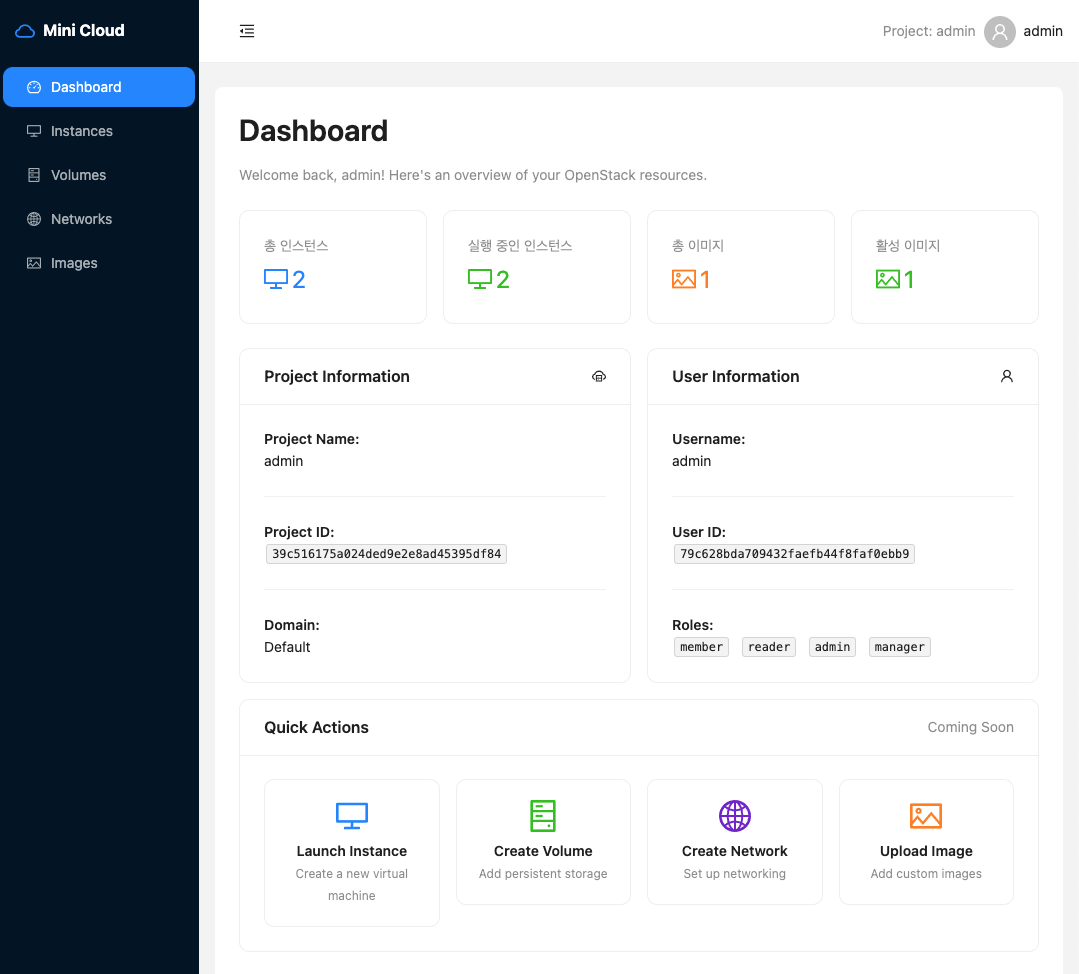 Mini Cloud
Project: admin
admin
Dashboard
Instances
Volumes
Networks
Images
Dashboard
Welcome back, admin! Here's an overview of your OpenStack resources.
총 인스턴스
2
실행 중인 인스턴스
2
총 이미지
1
활성 이미지
1
Project Information
Project Name:
admin
Project ID:
39c516175a024ded9e2e8ad45395df84
Domain:
Default
User Information
Username:
admin
User ID:
79c628bda709432faefb44f8faf0ebb9
Roles:
member reader admin manager
Quick Actions
Coming Soon
Launch Instance
Create a new virtual
machine
Create Volume
Add persistent storage
Create Network
Set up networking
Upload Image
Add custom images